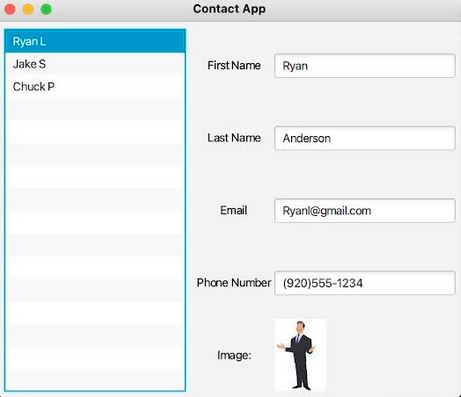 Contact App
Ryan L
Jake S
Chuck P
First Name Ryan
Last Name Anderson
Email Ryanl@gmail.com
Phone Number (920)555-1234
Image: